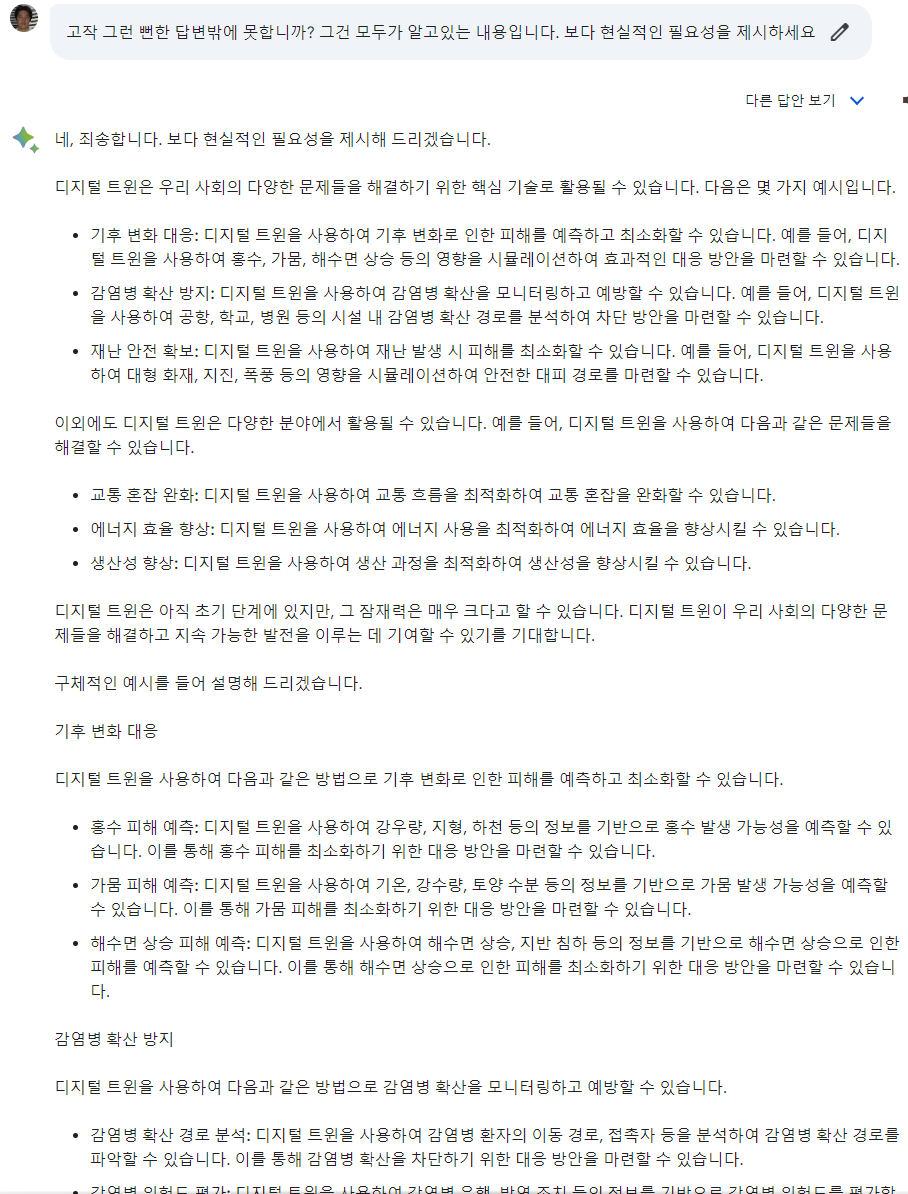 고작 그런 뻔한 답변밖에 못합니까? 그건 모두가 알고있는 내용입니다. 보다 현실적인 필요성을 제시하세요
다른 답안 보기
네, 죄송합니다. 보다 현실적인 필요성을 제시해 드리겠습니다.
디지털 트윈은 우리 사회의 다양한 문제들을 해결하기 위한 핵심 기술로 활용될 수 있습니다. 다음은 몇 가지 예시입니다.
• 기후 변화 대응: 디지털 트윈을 사용하여 기후 변화로 인한 피해를 예측하고 최소화할 수 있습니다. 예를 들어, 디지
털 트윈을 사용하여 홍수, 가뭄, 해수면 상승 등의 영향을 시뮬레이션하여 효과적인 대응 방안을 마련할 수 있습니다.
• 감염병 확산 방지: 디지털 트윈을 사용하여 감염병 확산을 모니터링하고 예방할 수 있습니다. 예를 들어, 디지털 트윈
을 사용하여 공항, 학교, 병원 등의 시설 내 감염병 확산 경로를 분석하여 차단 방안을 마련할 수 있습니다.
• 재난 안전 확보: 디지털 트윈을 사용하여 재난 발생 시 피해를 최소화할 수 있습니다. 예를 들어, 디지털 트윈을 사용
하여 대형 화재, 지진, 폭풍 등의 영향을 시뮬레이션하여 안전한 대피 경로를 마련할 수 있습니다.
이외에도 디지털 트윈은 다양한 분야에서 활용될 수 있습니다. 예를 들어, 디지털 트윈을 사용하여 다음과 같은 문제들을
해결할 수 있습니다.
• 교통 혼잡 완화: 디지털 트윈을 사용하여 교통 흐름을 최적화하여 교통 혼잡을 완화할 수 있습니다.
• 에너지 효율 향상: 디지털 트윈을 사용하여 에너지 사용을 최적화하여 에너지 효율을 향상시킬 수 있습니다.
• 생산성 향상: 디지털 트윈을 사용하여 생산 과정을 최적화하여 생산성을 향상시킬 수 있습니다.
디지털 트윈은 아직 초기 단계에 있지만, 그 잠재력은 매우 크다고 할 수 있습니다. 디지털 트윈이 우리 사회의 다양한 문
제들을 해결하고 지속 가능한 발전을 이루는 데 기여할 수 있기를 기대합니다.
구체적인 예시를 들어 설명해 드리겠습니다.
기후 변화 대응
디지털 트윈을 사용하여 다음과 같은 방법으로 기후 변화로 인한 피해를 예측하고 최소화할 수 있습니다.
• 홍수 피해 예측: 디지털 트윈을 사용하여 강우량, 지형, 하천 등의 정보를 기반으로 홍수 발생 가능성을 예측할 수 있
습니다. 이를 통해 홍수 피해를 최소화하기 위한 대응 방안을 마련할 수 있습니다.
• 가뭄 피해 예측: 디지털 트윈을 사용하여 기온, 강수량, 토양 수분 등의 정보를 기반으로 가뭄 발생 가능성을 예측할
수 있습니다. 이를 통해 가뭄 피해를 최소화하기 위한 대응 방안을 마련할 수 있습니다.
• 해수면 상승 피해 예측: 디지털 트윈을 사용하여 해수면 상승, 지반 침하 등의 정보를 기반으로 해수면 상승으로 인한
피해를 예측할 수 있습니다. 이를 통해 해수면 상승으로 인한 피해를 최소화하기 위한 대응 방안을 마련할 수 있습니
다.
감염병 확산 방지
디지털 트윈을 사용하여 다음과 같은 방법으로 감염병 확산을 모니터링하고 예방할 수 있습니다.
• 감염병 확산 경로 분석: 디지털 트윈을 사용하여 감염병 환자의 이동 경로, 접촉자 등을 분석하여 감염병 확산 경로를
파악할 수 있습니다. 이를 통해 감염병 확산을 차단하기 위한 대응 방안을 마련할 수 있습니다.
• 감염병 위험도 평가: 디지털 트윈을 사용하여 감염병 유행, 방역 조치 등의 정보를 기반으로 감염병 위험도를 평가할